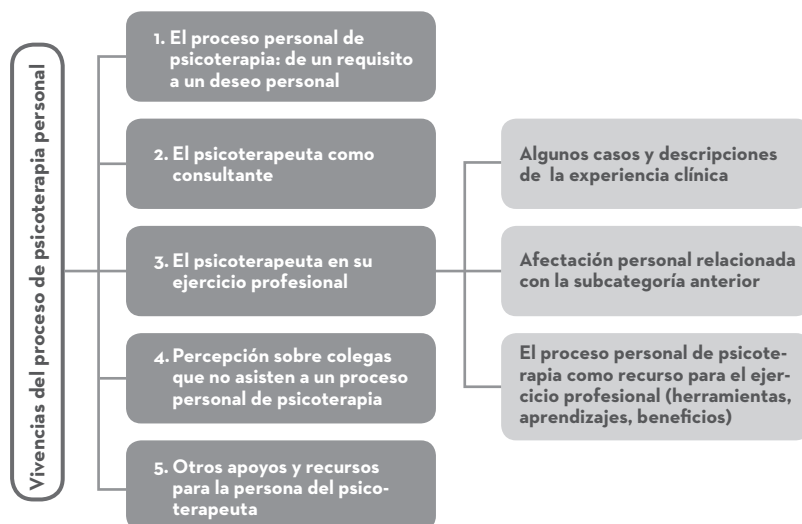 Vivencias del proceso de psicoterapia personal
1. El proceso personal de
psicoterapia: de un requisito
a un deseo personal
2. El psicoterapeuta como
consultante
3. El psicoterapeuta en su
ejercicio profesional
4. Percepción sobre colegas
que no asisten a un proceso
personal de psicoterapia
5. Otros apoyos y recursos
para la persona del psico-
terapeuta
Algunos casos y descripciones
de la experiencia clínica
Afectación personal relacionada
con la subcategoría anterior
El proceso personal de psicote-
rapia como recurso para el ejer-
cicio profesional (herramientas,
aprendizajes, beneficios)